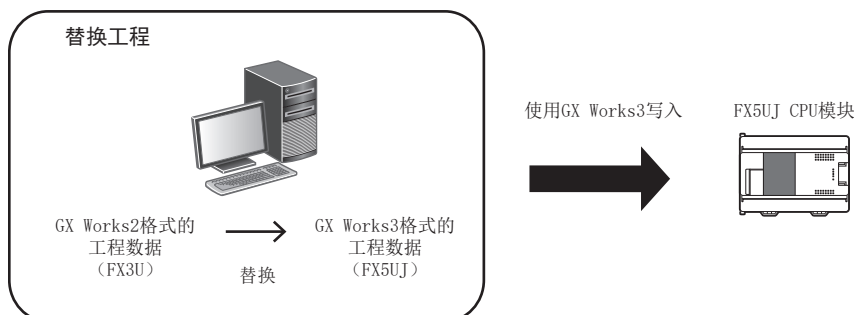 替换工程
使用GX Works3写入
FX5UJ CPU模块
GX Works2格式的
工程数据
（FX3U）
替换
GX Works3格式的
工程数据
（FX5UJ）